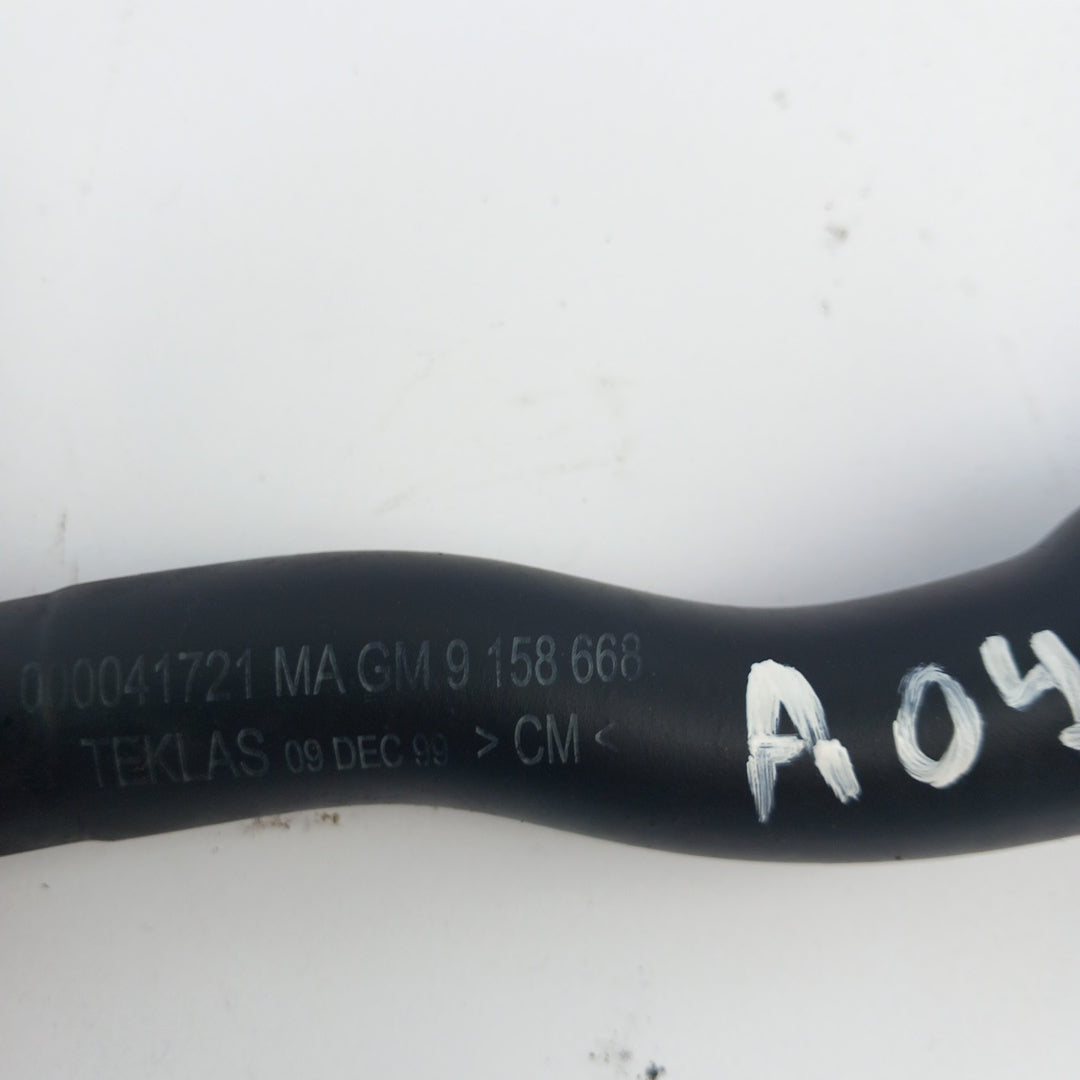 000041721 MA GM 9 158 668
TEKLAS 09 DEC 99 > CM <
A04